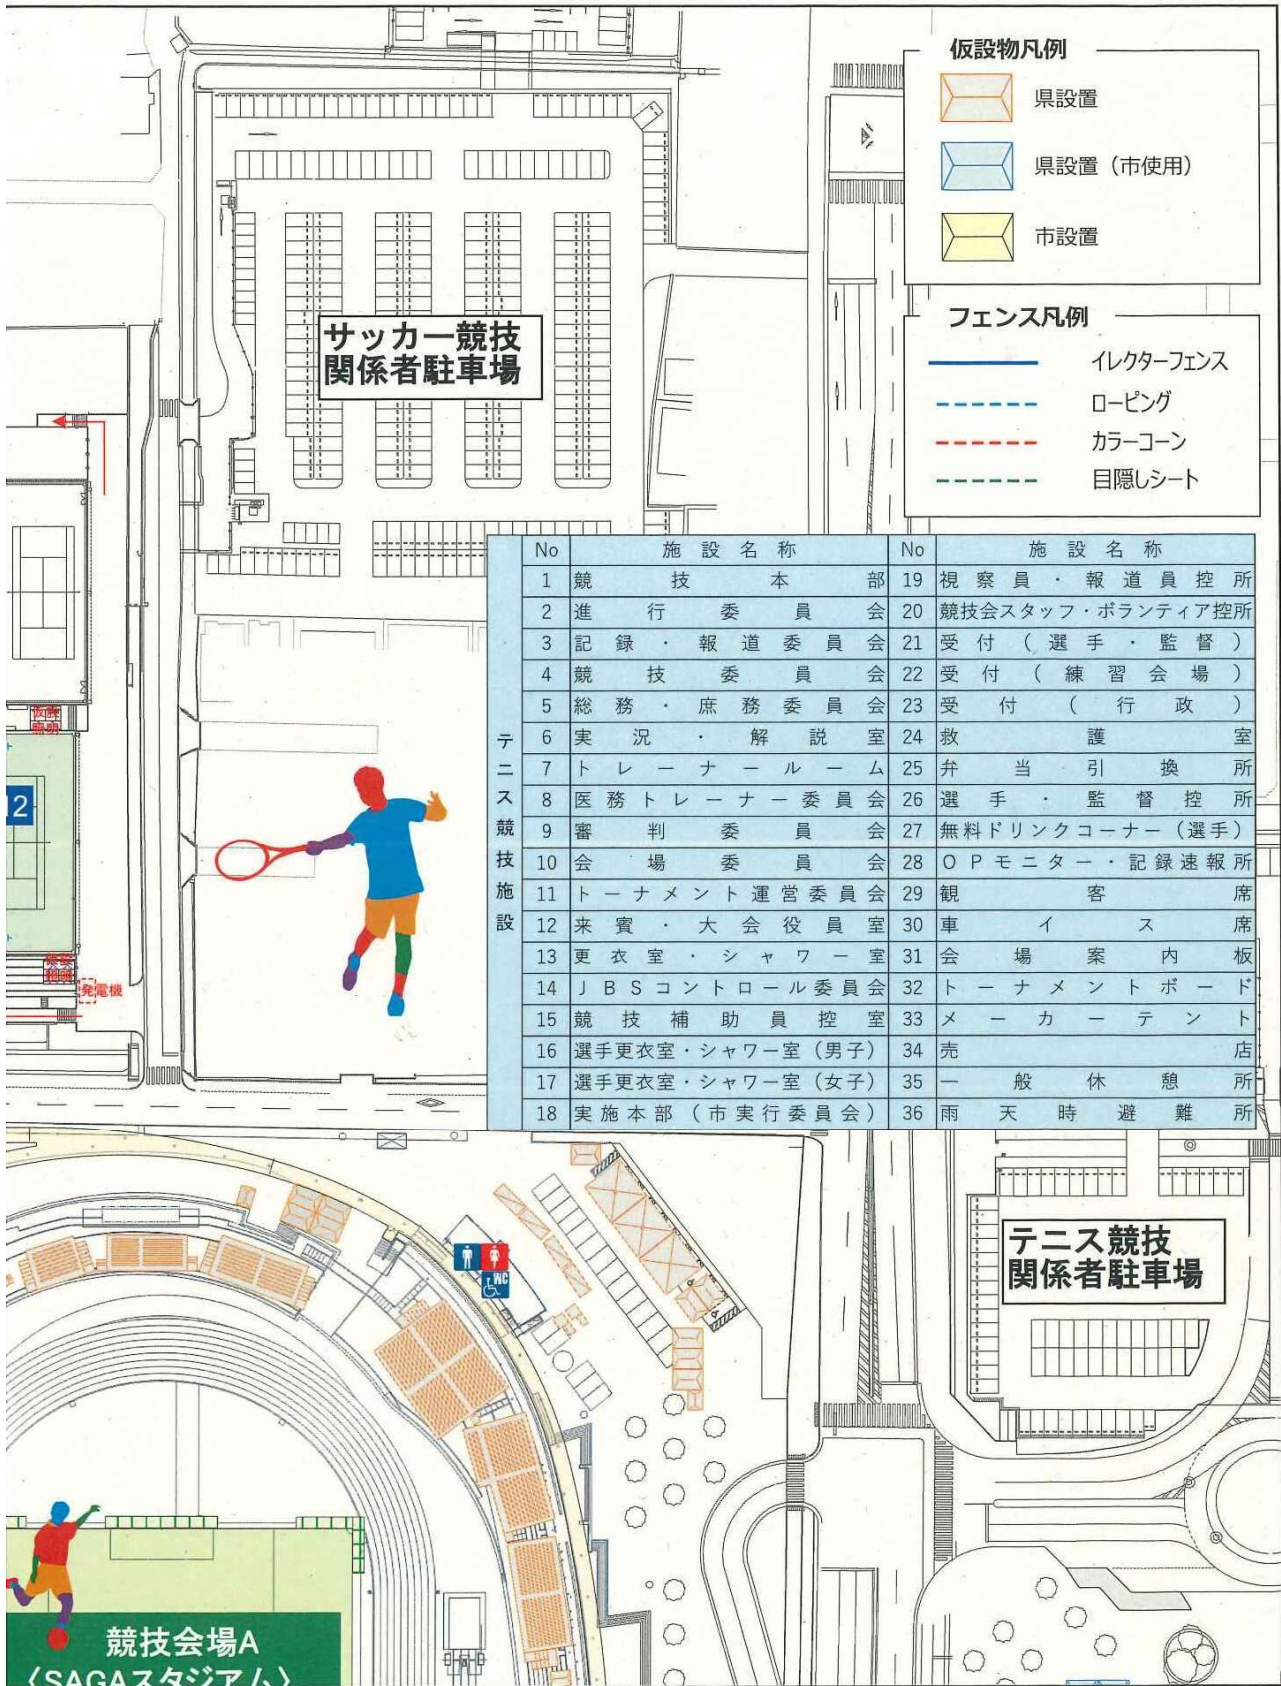 仮設物凡例
県設置
県設置（市使用）
市設置
フェンス凡例
イレクターフェンス
ローピング
カラーコーン
目隠しシート
サッカー競技
関係者駐車場
テニス競技施設
No 施設名称 No 施設名称
1 競技本部 19 視察員・報道員控所
2 進行委員会 20 競技会スタッフ・ボランティア控所
3 記録・報道委員会 21 受付（選手・監督）
4 競技委員会 22 受付（練習会場）
5 総務・庶務委員会 23 受付（行政）
6 実況・解説室 24 救護室
7 トレーナールーム 25 弁当引換所
8 医務トレーナー委員会 26 選手・監督控所
9 審判委員会 27 無料ドリンクコーナー（選手）
10 会場委員会 28 OPモニター・記録速報所
11 トーナメント運営委員会 29 観客席
12 来賓・大会役員室 30 車イス席
13 更衣室・シャワー室 31 会場案内板
14 JBSコントロール委員会 32 トーナメントボード
15 競技補助員控室 33 メーカーテント
16 選手更衣室・シャワー室（男子） 34 売店
17 選手更衣室・シャワー室（女子） 35 一般休憩所
18 実施本部（市実行委員会） 36 雨天時避難所
12
発電機
WC
テニス競技
関係者駐車場
競技会場A
〈SAGAスタジアム〉